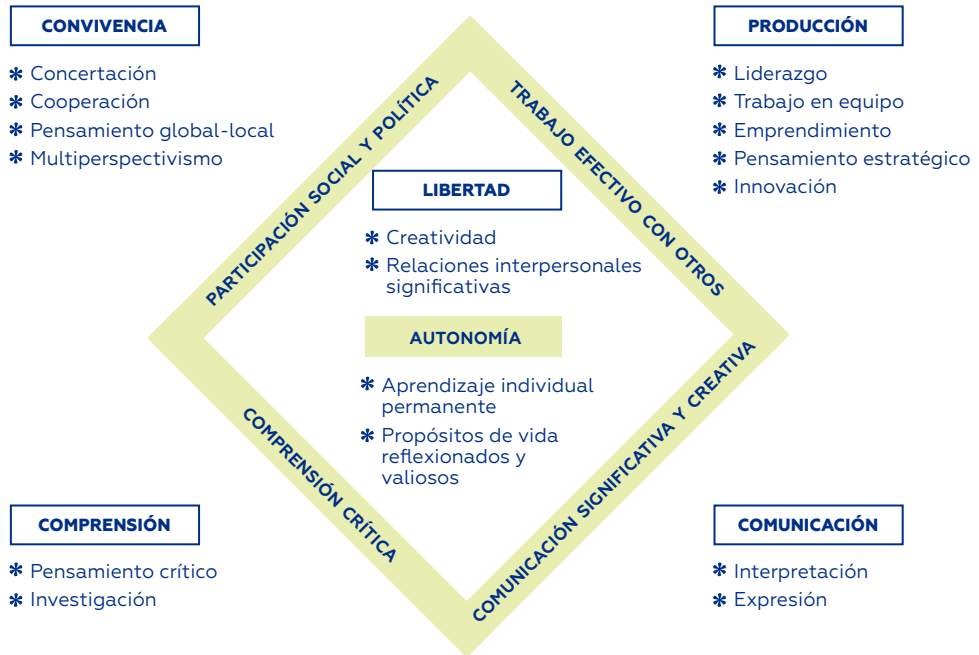 CONVIVENCIA
* Concertación
* Cooperación
* Pensamiento global-local
* Multiperspectivismo
PRODUCCIÓN
* Liderazgo
* Trabajo en equipo
* Emprendimiento
* Pensamiento estratégico
* Innovación
PARTICIPACIÓN SOCIAL Y POLÍTICA
TRABAJO EFECTIVO CON OTROS
LIBERTAD
* Creatividad
* Relaciones interpersonales
significativas
AUTONOMÍA
* Aprendizaje individual
permanente
* Propósitos de vida
reflexionados y
valiosos
COMPRENSIÓN CRÍTICA
COMUNICACIÓN SIGNIFICATIVA Y CREATIVA
COMPRENSIÓN
* Pensamiento crítico
* Investigación
COMUNICACIÓN
* Interpretación
* Expresión